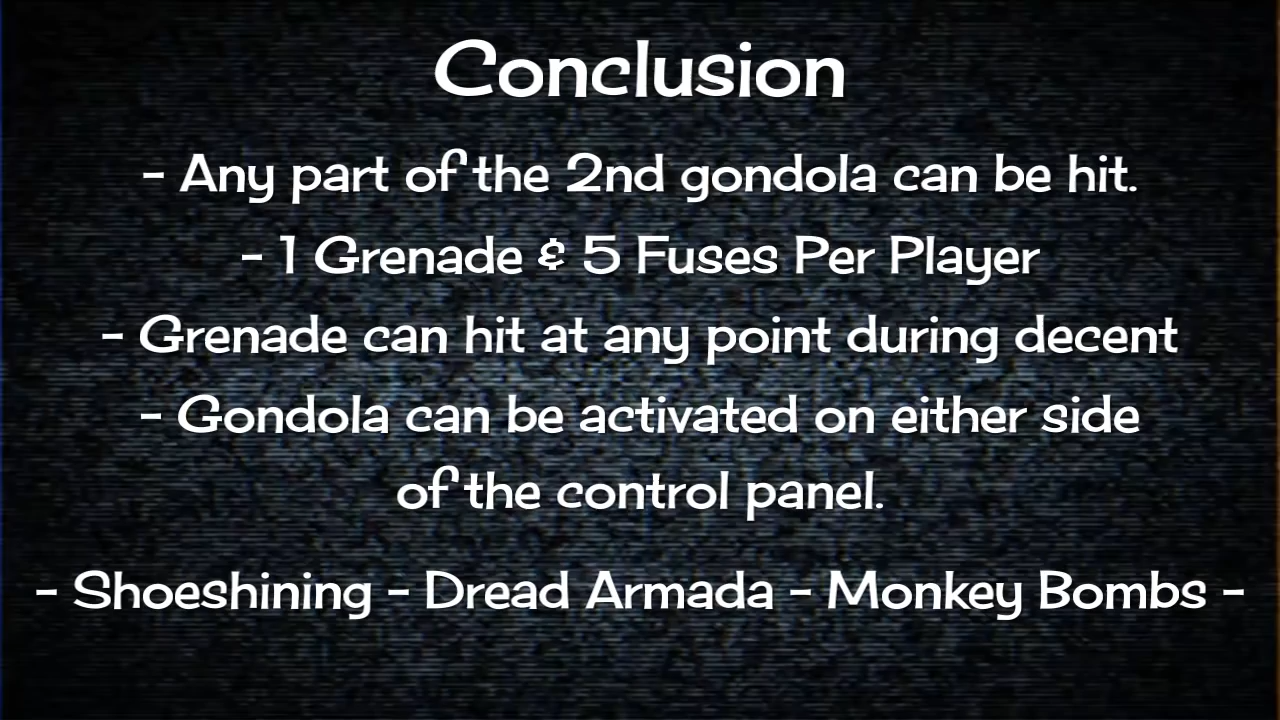 Conclusion
- Any part of the 2nd gondola can be hit.
- 1 Grenade & 5 Fuses Per Player
- Grenade can hit at any point during decent
- Gondola can be activated on either side
of the control panel.
- Shoeshining - Dread Armada - Monkey Bombs -